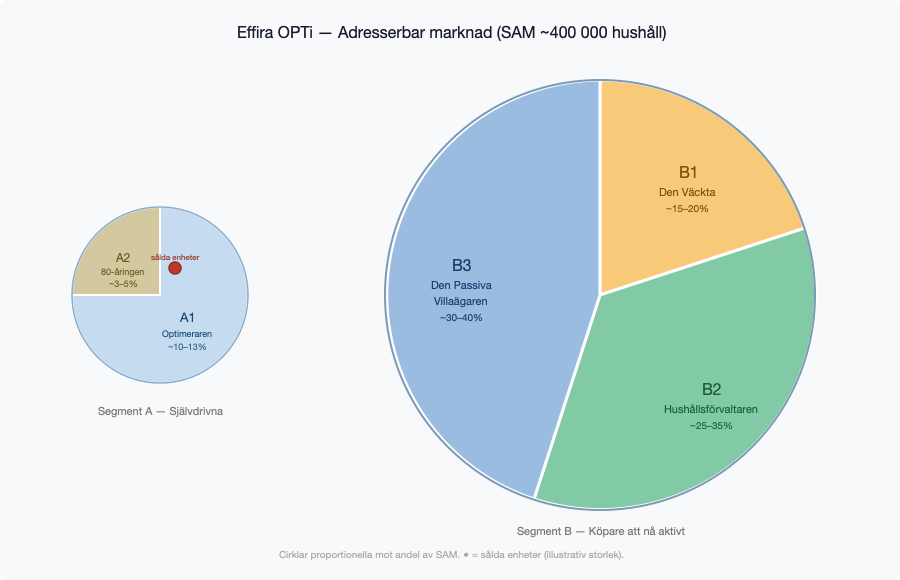 Effira OPTi — Adresserbar marknad (SAM ~400 000 hushåll)
A2
80-åringen
~3–5%
sålda enheter
A1
Optimeraren
~10–13%
Segment A — Självdrivna
B3
Den Passiva
Villaägaren
~30–40%
B1
Den Väckta
~15–20%
B2
Hushållsförvaltaren
~25–35%
Segment B — Köpare att nå aktivt
Cirklar proportionella mot andel av SAM. ● = sålda enheter (illustrativ storlek).